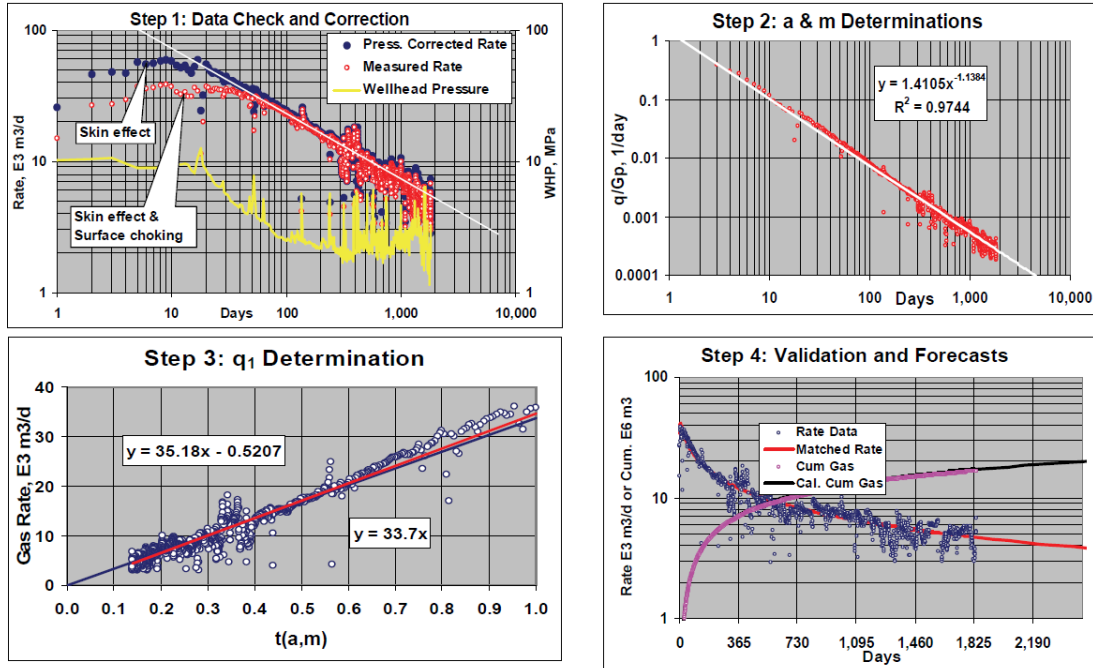 Step 1: Data Check and Correction
100
10
1
Rate, E3 m3/d
100
10
1
WHP, MPa
Press. Corrected Rate
Measured Rate
Wellhead Pressure
Skin effect
Skin effect &
Surface choking
1
10
100
1,000
10,000
Days
Step 2: a & m Determinations
1
0.1
0.01
0.001
0.0001
q/Gp, 1/day
y = 1.4105x^-1.1384
R² = 0.9744
1
10
100
1,000
10,000
Days
Step 3: q₁ Determination
40
30
20
10
0
Gas Rate, E3 m3/d
y = 35.18x - 0.5207
y = 33.7x
0.0 0.1 0.2 0.3 0.4 0.5 0.6 0.7 0.8 0.9 1.0
t(a,m)
Step 4: Validation and Forecasts
100
10
1
Rate E3 m3/d or Cum. E6 m3
Rate Data
Matched Rate
Cum Gas
Cal. Cum Gas
0 365 730 1,095 1,460 1,825 2,190
Days